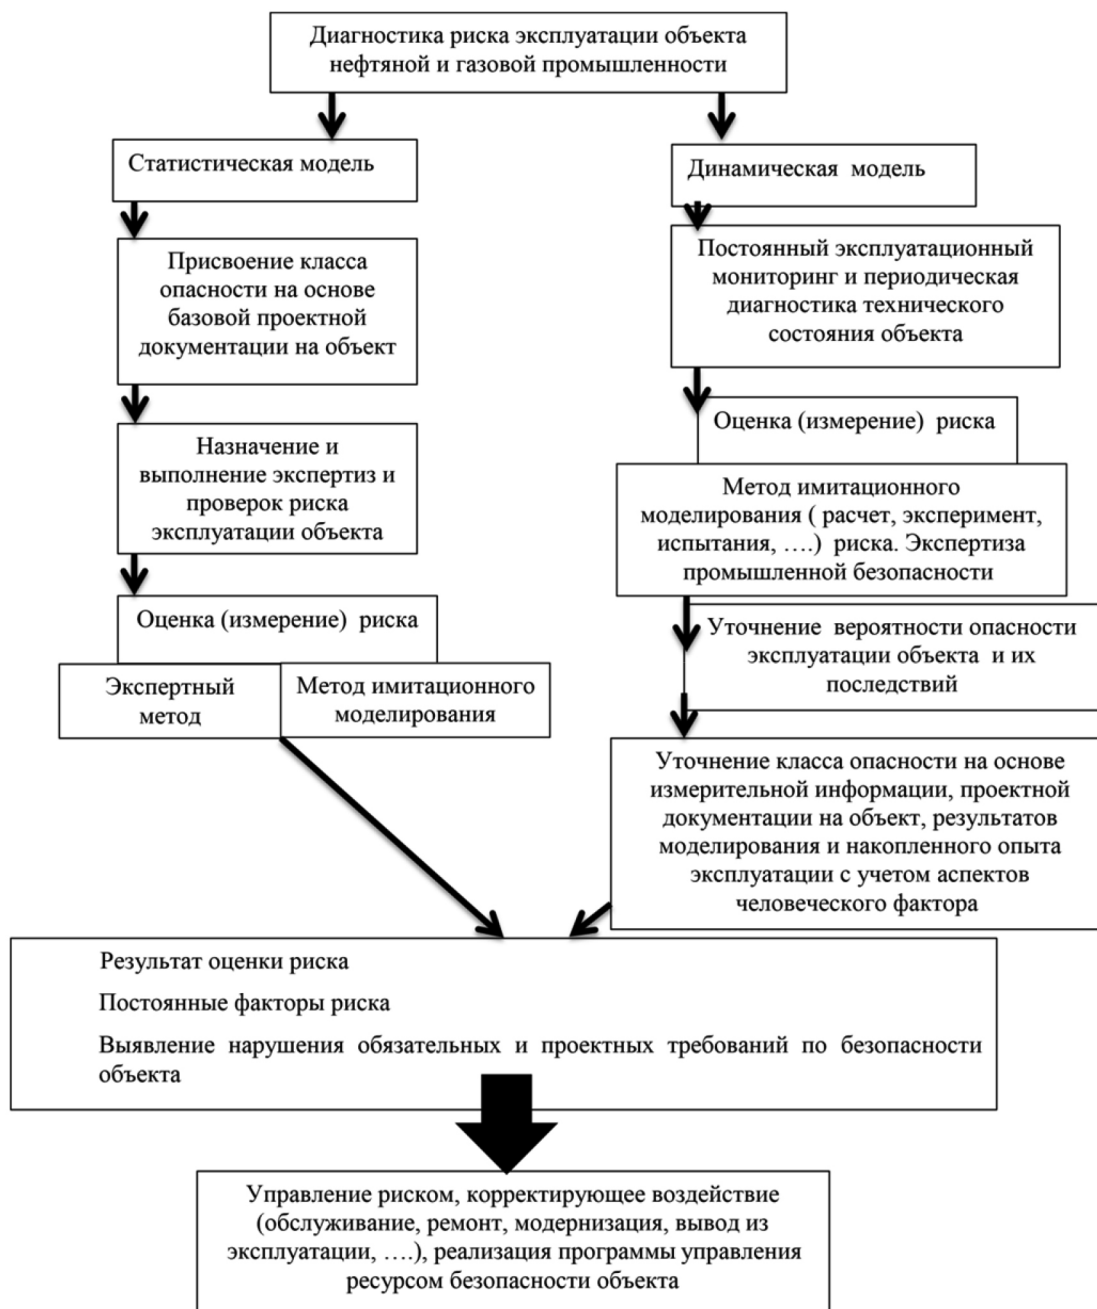 Диагностика риска эксплуатации объекта
нефтяной и газовой промышленности
Статистическая модель
Присвоение класса
опасности на основе
базовой проектной
документации на объект
Назначение и
выполнение экспертиз и
проверок риска
эксплуатации объекта
Оценка (измерение) риска
Экспертный
метод
Метод имитационного
моделирования
Динамическая модель
Постоянный эксплуатационный
мониторинг и периодическая
диагностика технического
состояния объекта
Оценка (измерение) риска
Метод имитационного
моделирования ( расчет, эксперимент,
испытания, ….) риска. Экспертиза
промышленной безопасности
Уточнение вероятности опасности
эксплуатации объекта и их
последствий
Уточнение класса опасности на основе
измерительной информации, проектной
документации на объект, результатов
моделирования и накопленного опыта
эксплуатации с учетом аспектов
человеческого фактора
Результат оценки риска
Постоянные факторы риска
Выявление нарушения обязательных и проектных требований по безопасности
объекта
Управление риском, корректирующее воздействие
(обслуживание, ремонт, модернизация, вывод из
эксплуатации, ….), реализация программы управления
ресурсом безопасности объекта